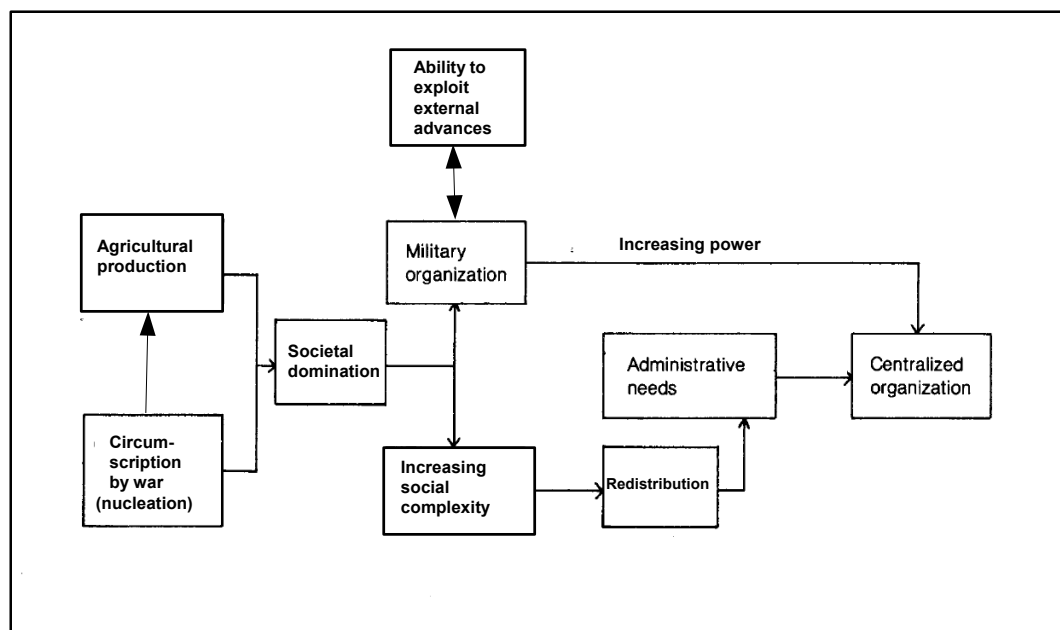 Ability to
exploit
external
advances
Agricultural
production
Military
organization
Increasing power
Societal
domination
Administrative
needs
Centralized
organization
Circum-
scription
by war
(nucleation)
Increasing
social
complexity
Redistribution